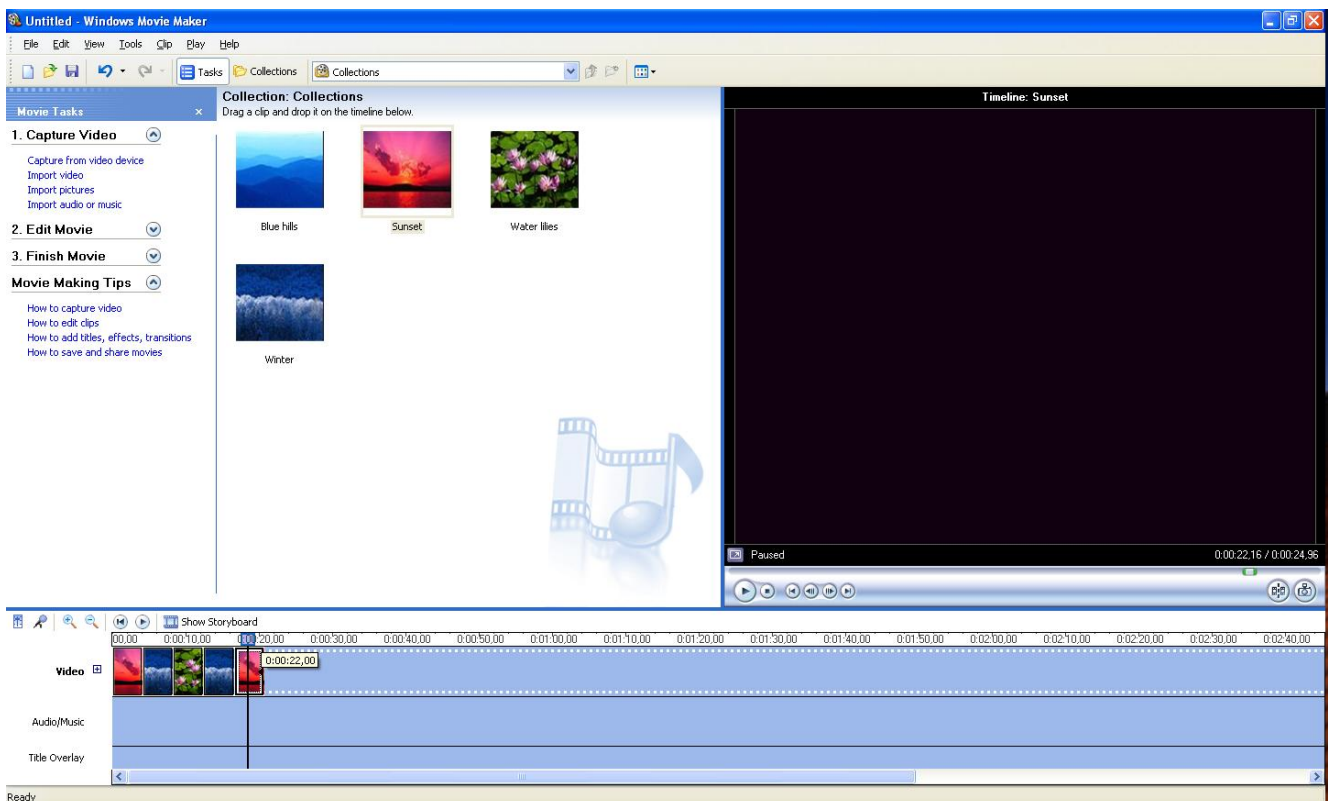 Untitled - Windows Movie Maker
File Edit View Tools Clip Play Help
Tasks Collections Collections
Movie Tasks
1. Capture Video
Capture from video device
Import video
Import pictures
Import audio or music
2. Edit Movie
3. Finish Movie
Movie Making Tips
How to capture video
How to edit clips
How to add titles, effects, transitions
How to save and share movies
Collection: Collections
Drag a clip and drop it on the timeline below.
Blue hills Sunset Water lilies
Winter
Timeline: Sunset
Paused 0:00:22,16 / 0:00:24,96
Show Storyboard
00,00 0:00:10,00 0:00:20,00 0:00:30,00 0:00:40,00 0:00:50,00 0:01:00,00 0:01:10,00 0:01:20,00 0:01:30,00 0:01:40,00 0:01:50,00 0:02:00,00 0:02:10,00 0:02:20,00 0:02:30,00 0:02:40,00
Video 0:00:22,00
Audio/Music
Title Overlay
Ready